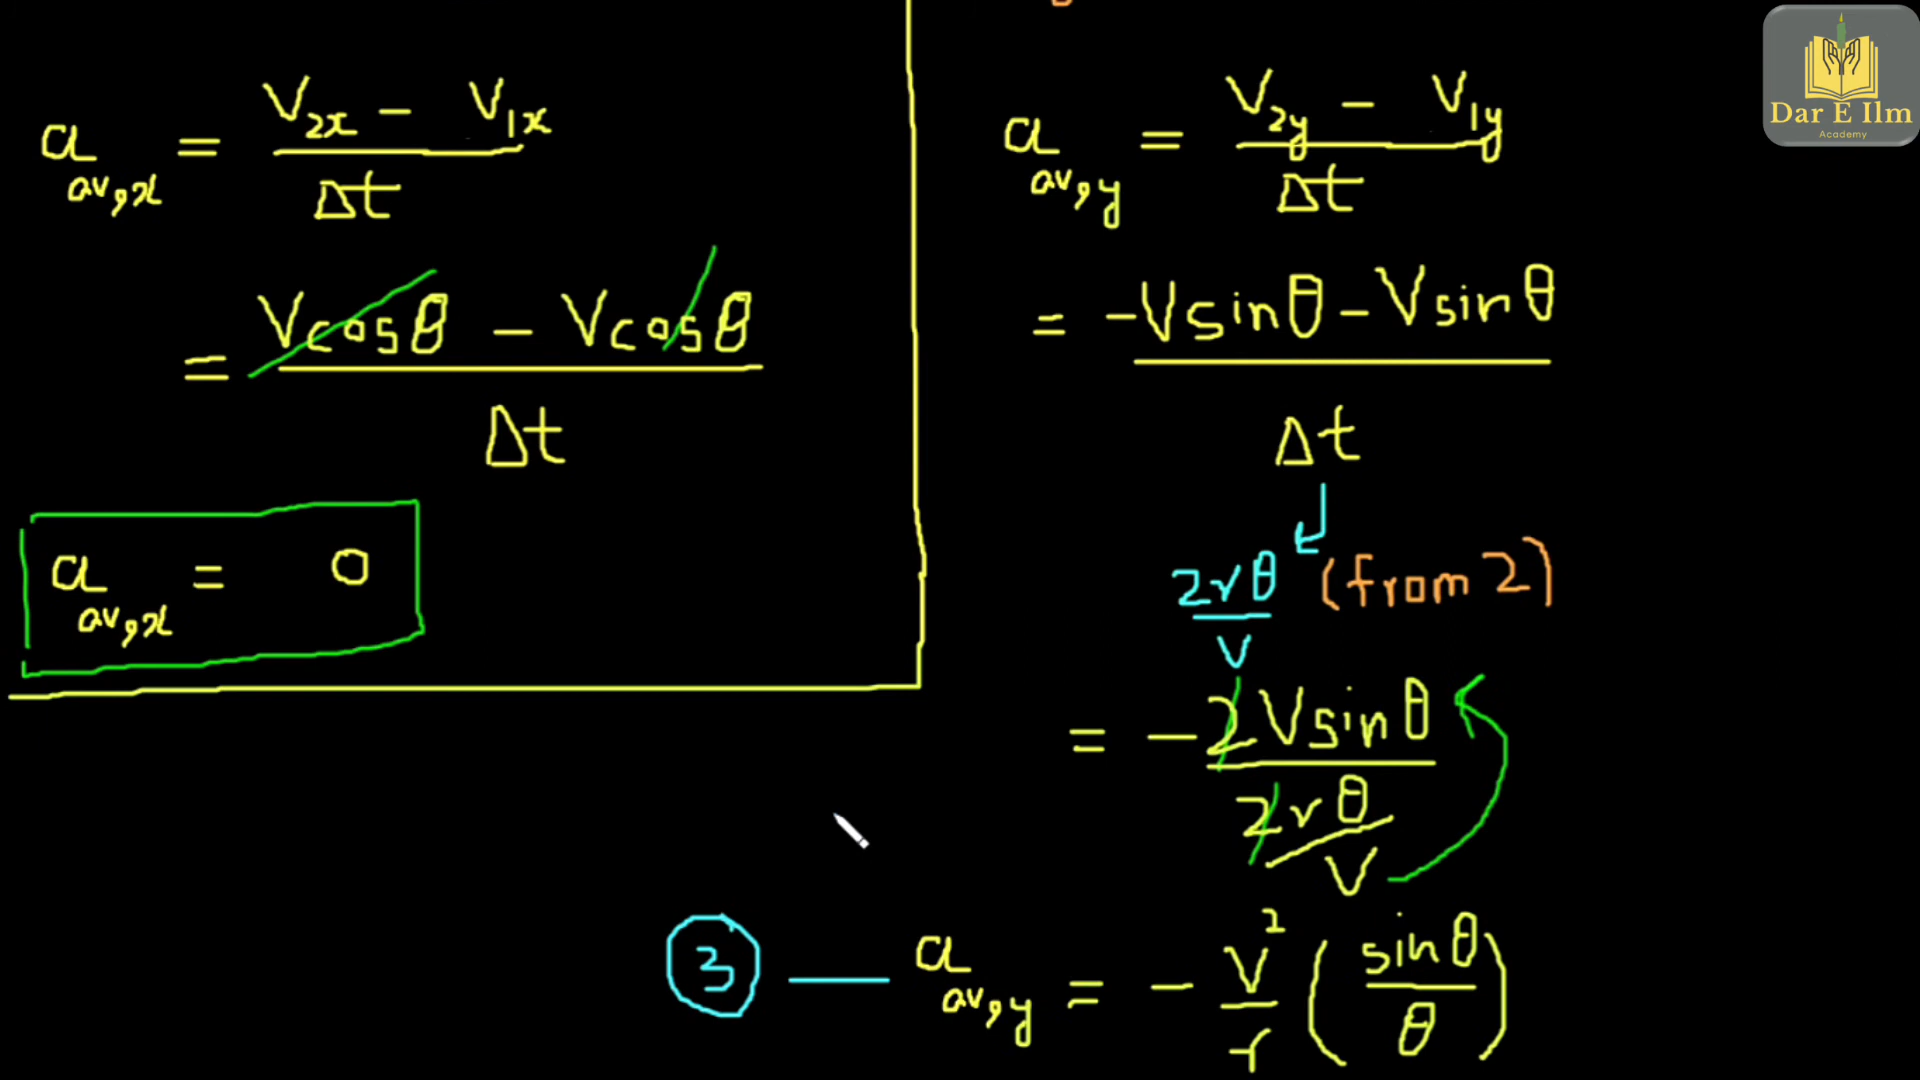 a_av,x = (V_2x - V_1x) / Δt
= (Vcosθ - Vcosθ) / Δt
a_av,x = 0
a_av,y = (V_2y - V_1y) / Δt
= (-Vsinθ - Vsinθ) / Δt
2rθ / V (from 2)
= - 2Vsinθ / (2rθ / V)
3 — a_av,y = - V² / r (sinθ / θ)
Dar E Ilm
Academy